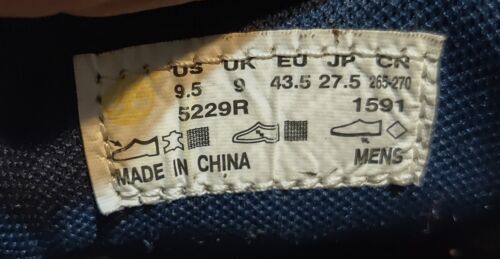 US UK EU JP CN
9.5 9 43.5 27.5 265-270
5229R 1591
MADE IN CHINA MENS